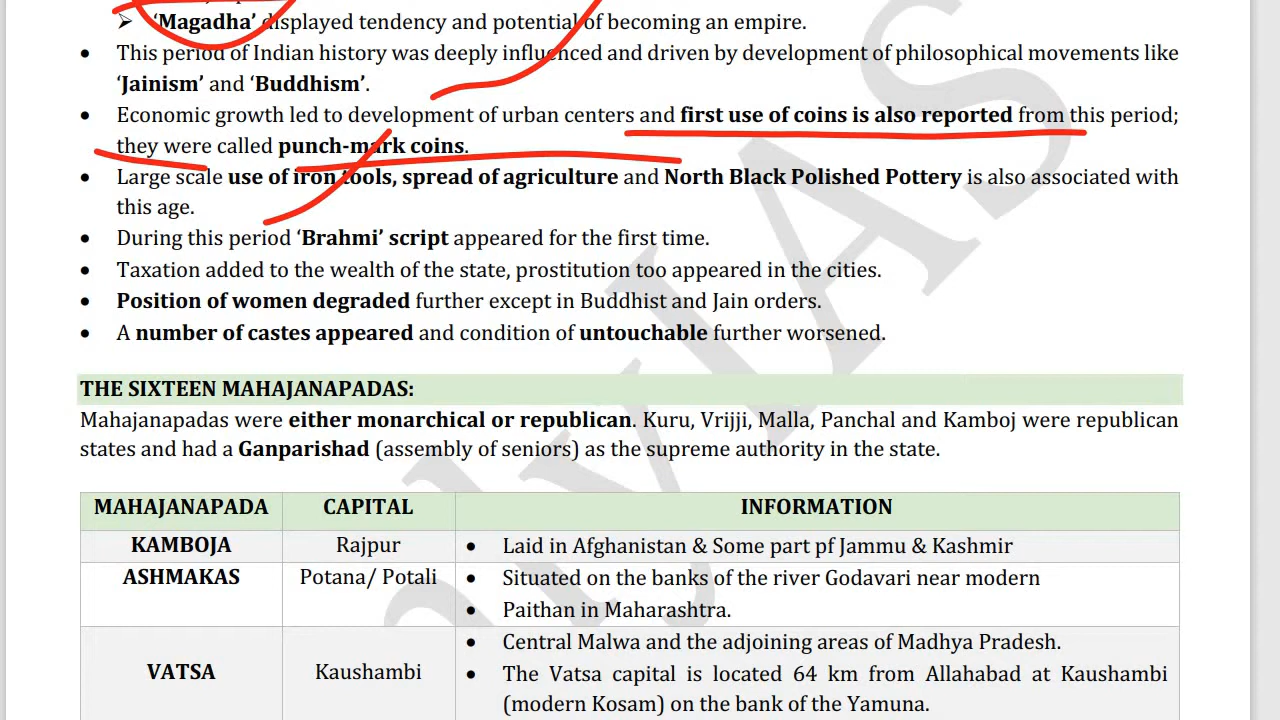 ➢ ‘Magadha’ displayed tendency and potential of becoming an empire.
• This period of Indian history was deeply influenced and driven by development of philosophical movements like
‘Jainism’ and ‘Buddhism’.
• Economic growth led to development of urban centers and first use of coins is also reported from this period;
they were called punch-mark coins.
• Large scale use of iron tools, spread of agriculture and North Black Polished Pottery is also associated with
this age.
• During this period ‘Brahmi’ script appeared for the first time.
• Taxation added to the wealth of the state, prostitution too appeared in the cities.
• Position of women degraded further except in Buddhist and Jain orders.
• A number of castes appeared and condition of untouchable further worsened.
THE SIXTEEN MAHAJANAPADAS:
Mahajanapadas were either monarchical or republican. Kuru, Vrijji, Malla, Panchal and Kamboj were republican
states and had a Ganparishad (assembly of seniors) as the supreme authority in the state.
MAHAJANAPADA CAPITAL INFORMATION
KAMBOJA Rajpur • Laid in Afghanistan & Some part pf Jammu & Kashmir
ASHMAKAS Potana/ Potali • Situated on the banks of the river Godavari near modern
• Paithan in Maharashtra.
• Central Malwa and the adjoining areas of Madhya Pradesh.
VATSA Kaushambi • The Vatsa capital is located 64 km from Allahabad at Kaushambi
(modern Kosam) on the bank of the Yamuna.